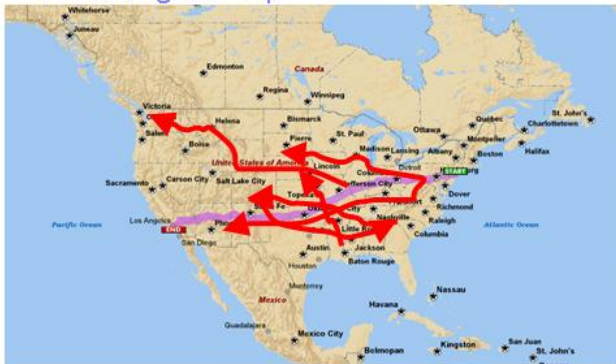 Whitehorse
Juneau
Edmonton
Canada
Regina
Winnipeg
Victoria
Helena
Bismarck
Québec
St. John's
Charlottetown
Ottawa
Montpelier
Halifax
Salem
Boise
Pierre
St. Paul
Madison
Lansing
Albany
Boston
Detroit
United States of America
Lincoln
START
Sacramento
Carson City
Salt Lake City
Jefferson City
Dover
Topeka
Richmond
Los Angeles
Santa Fe
Nashville
Raleigh
Pacific Ocean
END
Little
Columbia
Atlantic Ocean
San Diego
Austin
Jackson
Houston
Baton Rouge
Mexico
Monterrey
Nassau
Havana
Guadalajara
Mexico City
Belmopan
Kingston
San Juan
St. John's